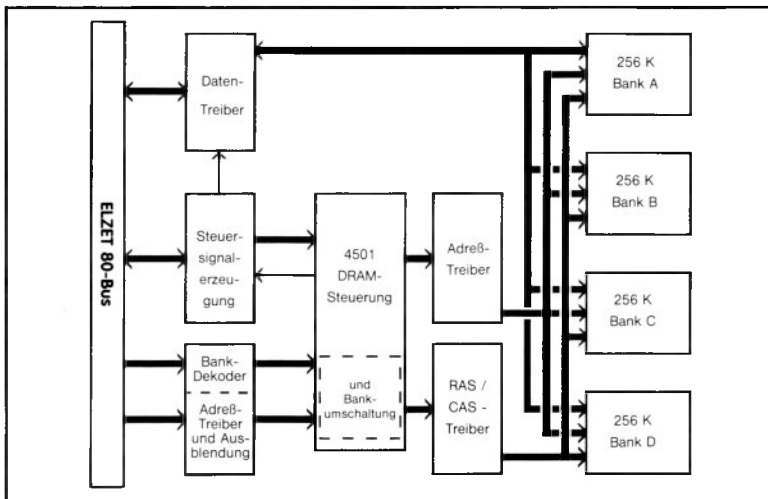 ELZET 80-Bus
Daten-
Treiber
Steuer-
signal-
erzeu-
gung
Bank-
Dekoder
Adreß-
Treiber
und Aus-
blendung
4501
DRAM-
Steuerung
und
Bank-
umschaltung
Adreß-
Treiber
RAS /
CAS -
Treiber
256 K
Bank A
256 K
Bank B
256 K
Bank C
256 K
Bank D